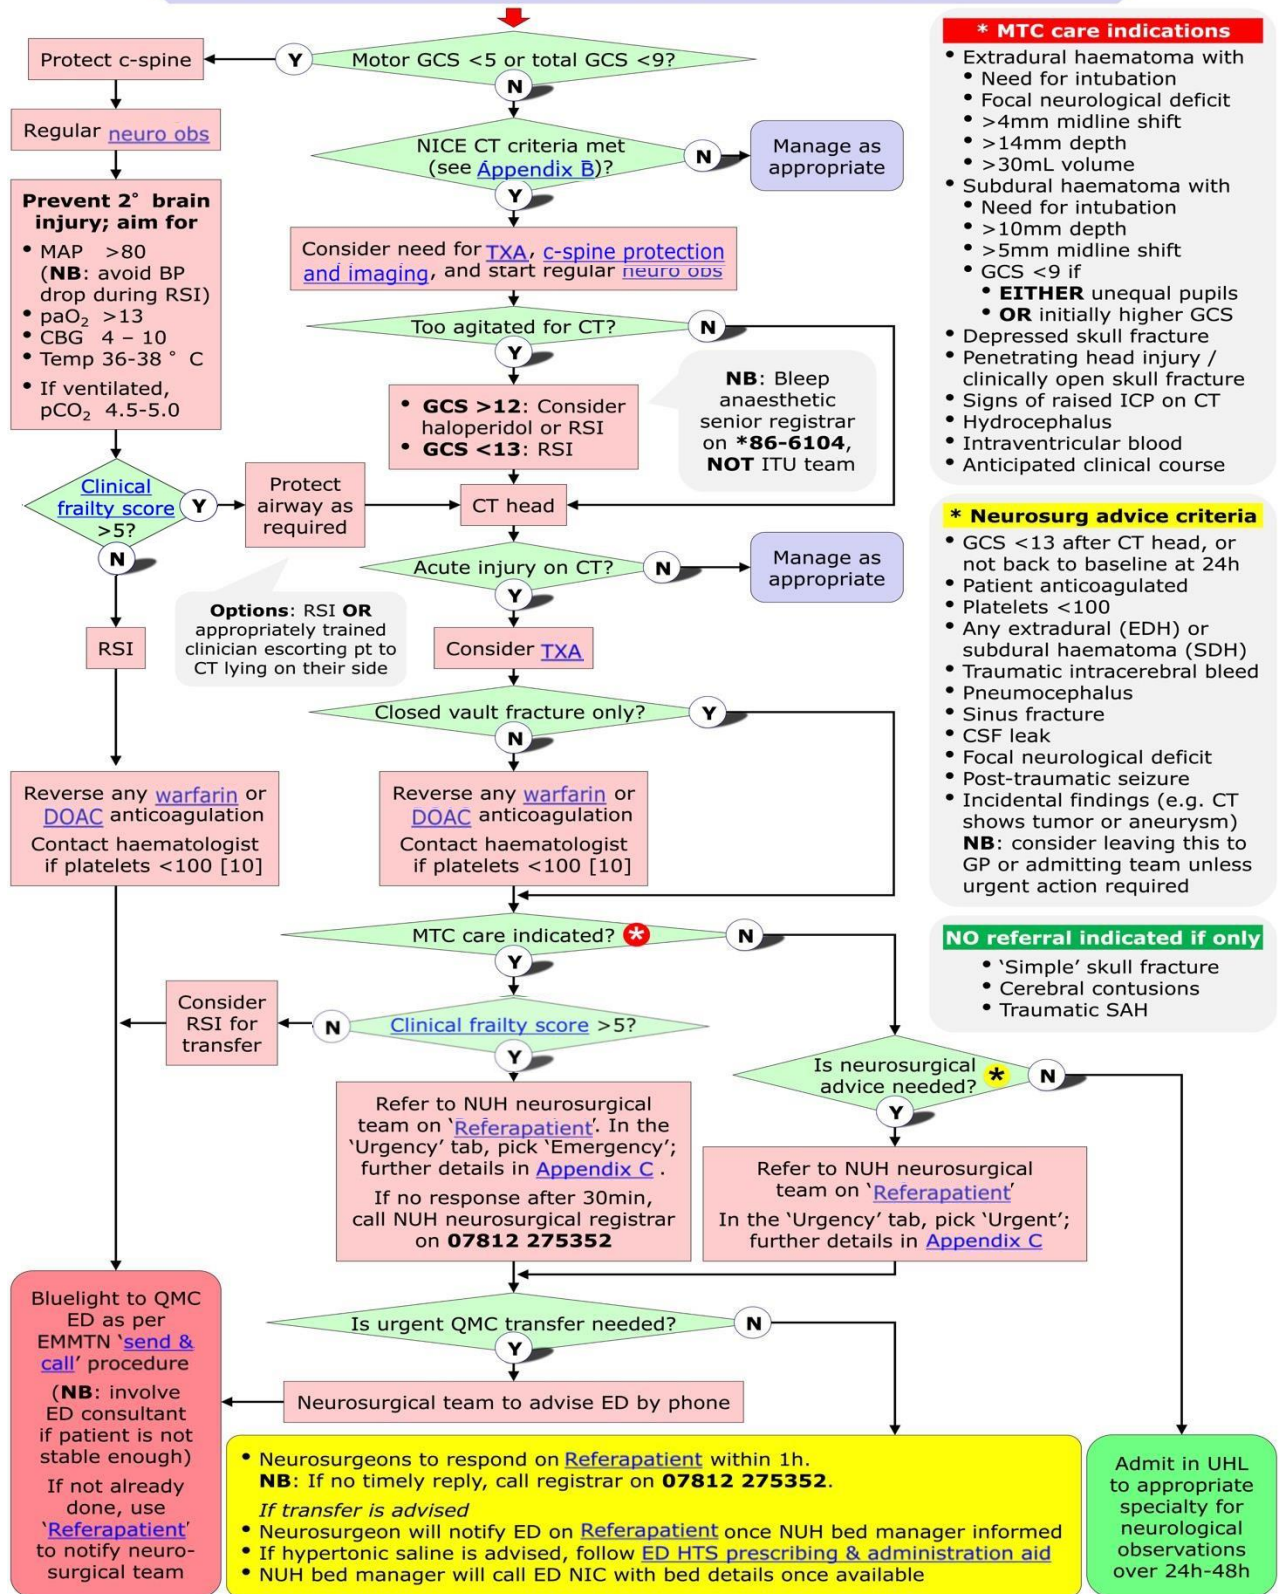 Motor GCS <5 or total GCS <9?
Y
N
Protect c-spine
Regular neuro obs
Prevent 2° brain
injury; aim for
• MAP >80
(NB: avoid BP
drop during RSI)
• paO₂ >13
• CBG 4 – 10
• Temp 36-38 ° C
• If ventilated,
pCO₂ 4.5-5.0
Clinical
frailty score
>5?
Y
N
Protect
airway as
required
Options: RSI OR
appropriately trained
clinician escorting pt to
CT lying on their side
RSI
Reverse any warfarin or
DOAC anticoagulation
Contact haematologist
if platelets <100 [10]
NICE CT criteria met
(see Appendix B)?
N
Y
Manage as
appropriate
Consider need for TXA, c-spine protection
and imaging, and start regular neuro obs
Too agitated for CT?
N
Y
• GCS >12: Consider
haloperidol or RSI
• GCS <13: RSI
NB: Bleep
anaesthetic
senior registrar
on *86-6104,
NOT ITU team
CT head
Acute injury on CT?
N
Y
Manage as
appropriate
Consider TXA
Closed vault fracture only?
Y
N
Reverse any warfarin or
DOAC anticoagulation
Contact haematologist
if platelets <100 [10]
MTC care indicated? *
N
Y
Clinical frailty score >5?
N
Y
Consider
RSI for
transfer
Refer to NUH neurosurgical
team on ‘Referapatient’. In the
‘Urgency’ tab, pick ‘Emergency’;
further details in Appendix C .
If no response after 30min,
call NUH neurosurgical registrar
on 07812 275352
Is neurosurgical
advice needed? *
N
Y
Refer to NUH neurosurgical
team on ‘Referapatient’
In the ‘Urgency’ tab, pick ‘Urgent’;
further details in Appendix C
Is urgent QMC transfer needed?
N
Y
Neurosurgical team to advise ED by phone
Bluelight to QMC
ED as per
EMMTN ‘send &
call’ procedure
(NB: involve
ED consultant
if patient is not
stable enough)
If not already
done, use
‘Referapatient’
to notify neuro-
surgical team
• Neurosurgeons to respond on Referapatient within 1h.
NB: If no timely reply, call registrar on 07812 275352.
If transfer is advised
• Neurosurgeon will notify ED on Referapatient once NUH bed manager informed
• If hypertonic saline is advised, follow ED HTS prescribing & administration aid
• NUH bed manager will call ED NIC with bed details once available
Admit in UHL
to appropriate
specialty for
neurological
observations
over 24h-48h
* MTC care indications
• Extradural haematoma with
• Need for intubation
• Focal neurological deficit
• >4mm midline shift
• >14mm depth
• >30mL volume
• Subdural haematoma with
• Need for intubation
• >10mm depth
• >5mm midline shift
• GCS <9 if
• EITHER unequal pupils
• OR initially higher GCS
• Depressed skull fracture
• Penetrating head injury /
clinically open skull fracture
• Signs of raised ICP on CT
• Hydrocephalus
• Intraventricular blood
• Anticipated clinical course
* Neurosurg advice criteria
• GCS <13 after CT head, or
not back to baseline at 24h
• Patient anticoagulated
• Platelets <100
• Any extradural (EDH) or
subdural haematoma (SDH)
• Traumatic intracerebral bleed
• Pneumocephalus
• Sinus fracture
• CSF leak
• Focal neurological deficit
• Post-traumatic seizure
• Incidental findings (e.g. CT
shows tumor or aneurysm)
NB: consider leaving this to
GP or admitting team unless
urgent action required
NO referral indicated if only
• ‘Simple’ skull fracture
• Cerebral contusions
• Traumatic SAH